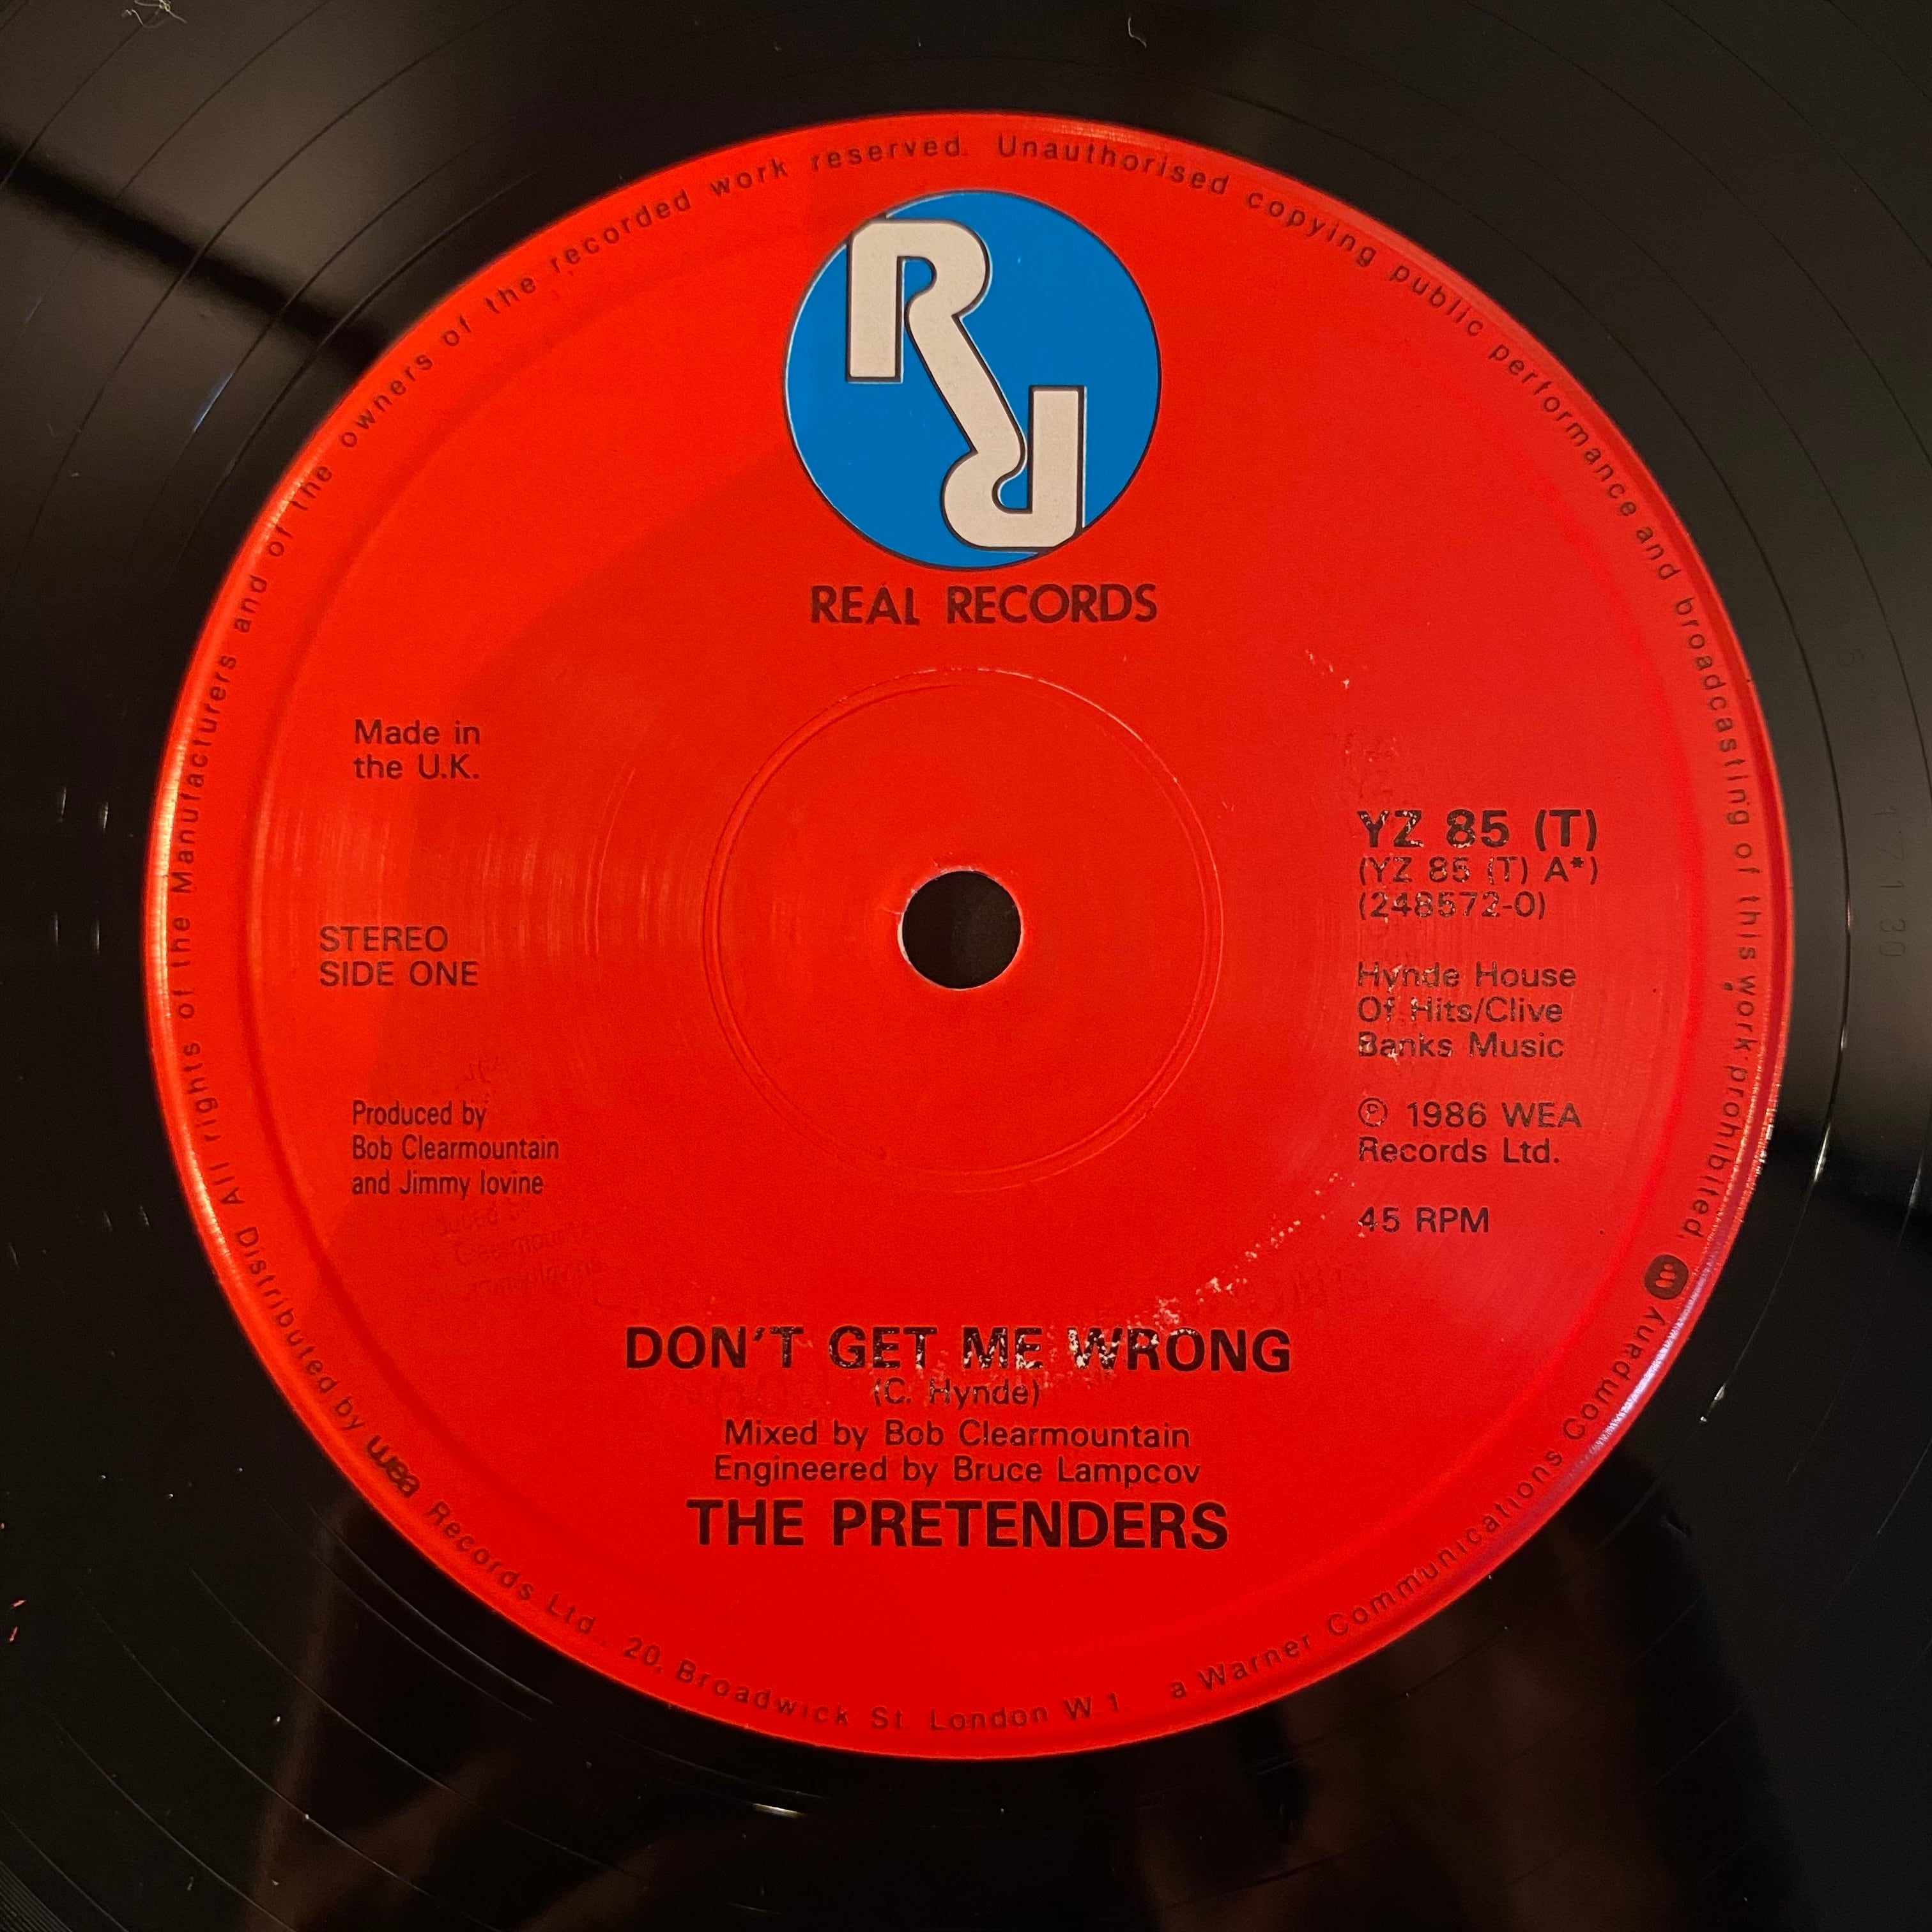 All rights of the Manufacturers and of the owners of the recorded work reserved. Unauthorised copying public performance and broadcasting of this work prohibited.
RR
REAL RECORDS
Made in
the U.K.
STEREO
SIDE ONE
Produced by
Bob Clearmountain
and Jimmy Iovine
YZ 85 (T)
(YZ 85 (T) A*)
(248572-0)
Hynde House
Of Hits/Clive
Banks Music
℗ 1986 WEA
Records Ltd.
45 RPM
DON'T GET ME WRONG
(C. Hynde)
Mixed by Bob Clearmountain
Engineered by Bruce Lampcov
THE PRETENDERS
Distributed by wea Records Ltd. 20, Broadwick St London W.1. a Warner Communications Company